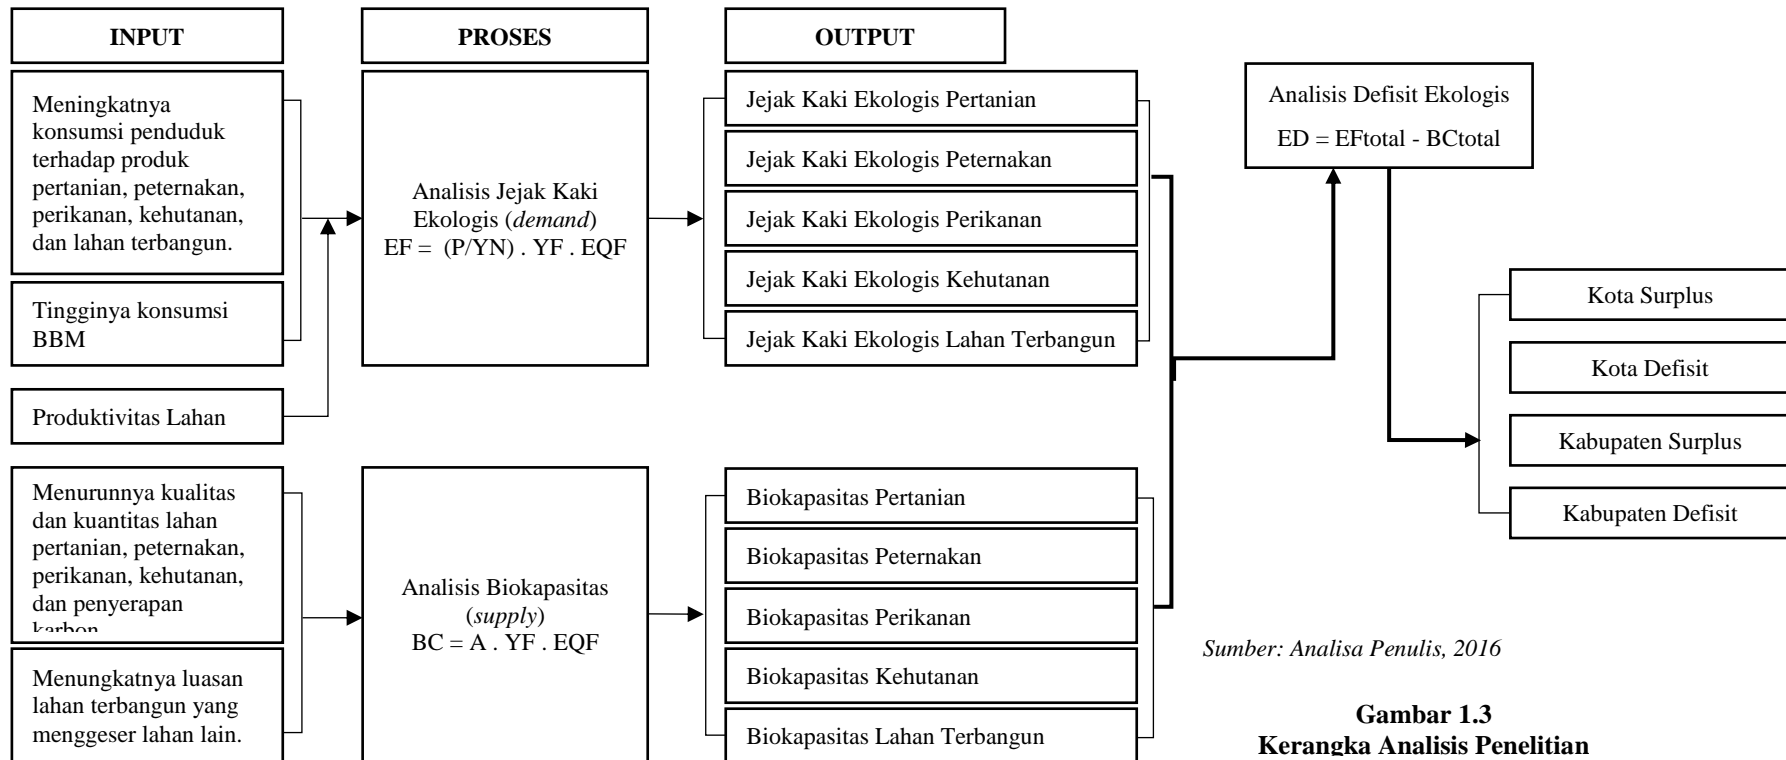 INPUT
PROSES
OUTPUT
Meningkatnya
konsumsi penduduk
terhadap produk
pertanian, peternakan,
perikanan, kehutanan,
dan lahan terbangun.
Tingginya konsumsi
BBM
Produktivitas Lahan
Analisis Jejak Kaki
Ekologis (demand)
EF = (P/YN) . YF . EQF
Jejak Kaki Ekologis Pertanian
Jejak Kaki Ekologis Peternakan
Jejak Kaki Ekologis Perikanan
Jejak Kaki Ekologis Kehutanan
Jejak Kaki Ekologis Lahan Terbangun
Menurunnya kualitas
dan kuantitas lahan
pertanian, peternakan,
perikanan, kehutanan,
dan penyerapan
karbon
Menungkatnya luasan
lahan terbangun yang
menggeser lahan lain.
Analisis Biokapasitas
(supply)
BC = A . YF . EQF
Biokapasitas Pertanian
Biokapasitas Peternakan
Biokapasitas Perikanan
Biokapasitas Kehutanan
Biokapasitas Lahan Terbangun
Analisis Defisit Ekologis
ED = EFtotal - BCtotal
Kota Surplus
Kota Defisit
Kabupaten Surplus
Kabupaten Defisit
Sumber: Analisa Penulis, 2016
Gambar 1.3
Kerangka Analisis Penelitian